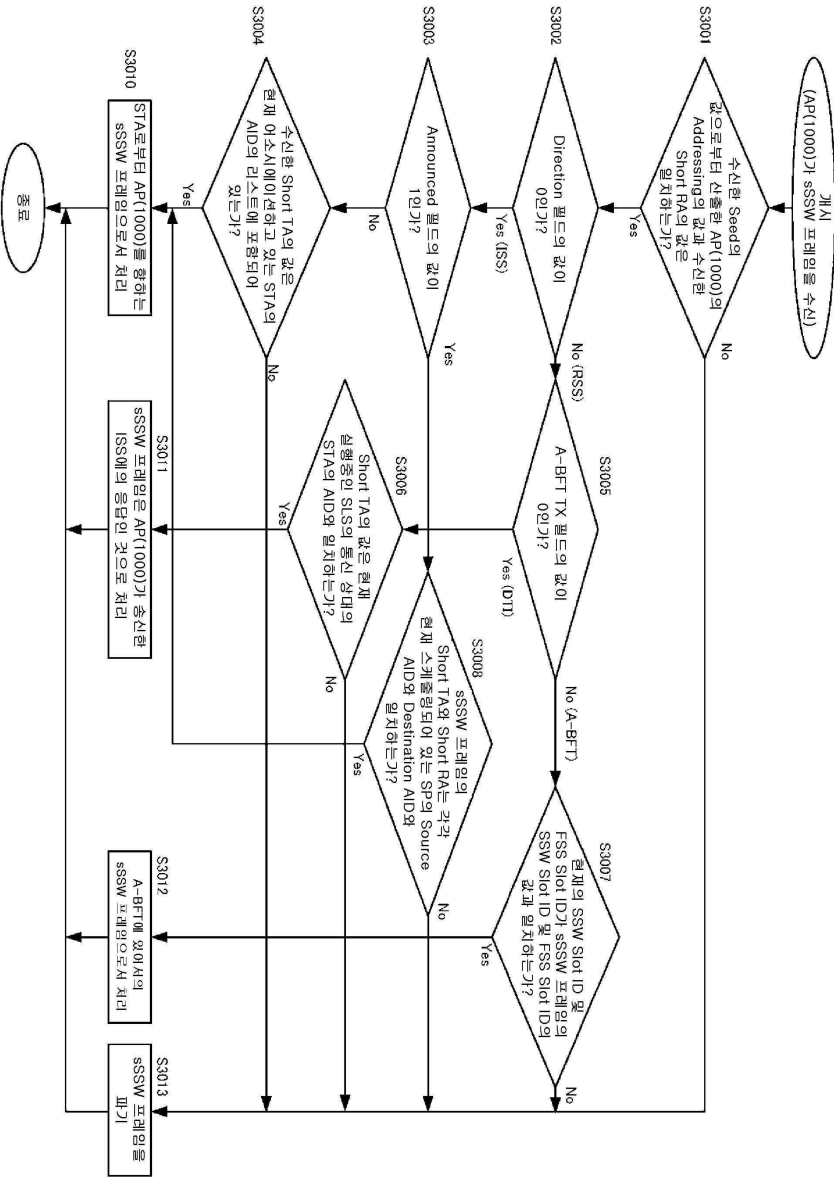 개시
(AP(1000)가 sSSW 프레임을 수신)
S3001
수신한 Seed의
값으로부터 산출한 AP(1000)의
Addressing의 값과 수신한
Short RA의 값은
일치하는가?
Yes
No
S3002
Direction 필드의 값이
0인가?
Yes (ISS)
No (RSS)
S3005
A-BFT TX 필드의 값이
0인가?
Yes (DTI)
No (A-BFT)
S3007
현재의 SSW Slot ID 및
FSS Slot ID가 sSSW 프레임의
SSW Slot ID 및 FSS Slot ID의
값과 일치하는가?
Yes
No
S3003
Announced 필드의 값이
1인가?
No
Yes
S3008
sSSW 프레임의
Short TA와 Short RA는 각각
현재 스케줄링되어 있는 SP의 Source
AID와 Destination AID와
일치하는가?
Yes
No
S3006
Short TA의 값은 현재
실행중인 SLS의 통신 상대의
STA의 AID와 일치하는가?
Yes
No
S3004
수신한 Short TA의 값은
현재 어소시에이션하고 있는 STA의
AID의 리스트에 포함되어
있는가?
Yes
No
S3010
STA로부터 AP(1000)를 향하는
sSSW 프레임으로서 처리
S3011
sSSW 프레임은 AP(1000)가 송신한
ISS에의 응답인 것으로 처리
S3012
A-BFT에 있어서의
sSSW 프레임으로서 처리
S3013
sSSW 프레임을
파기
종료